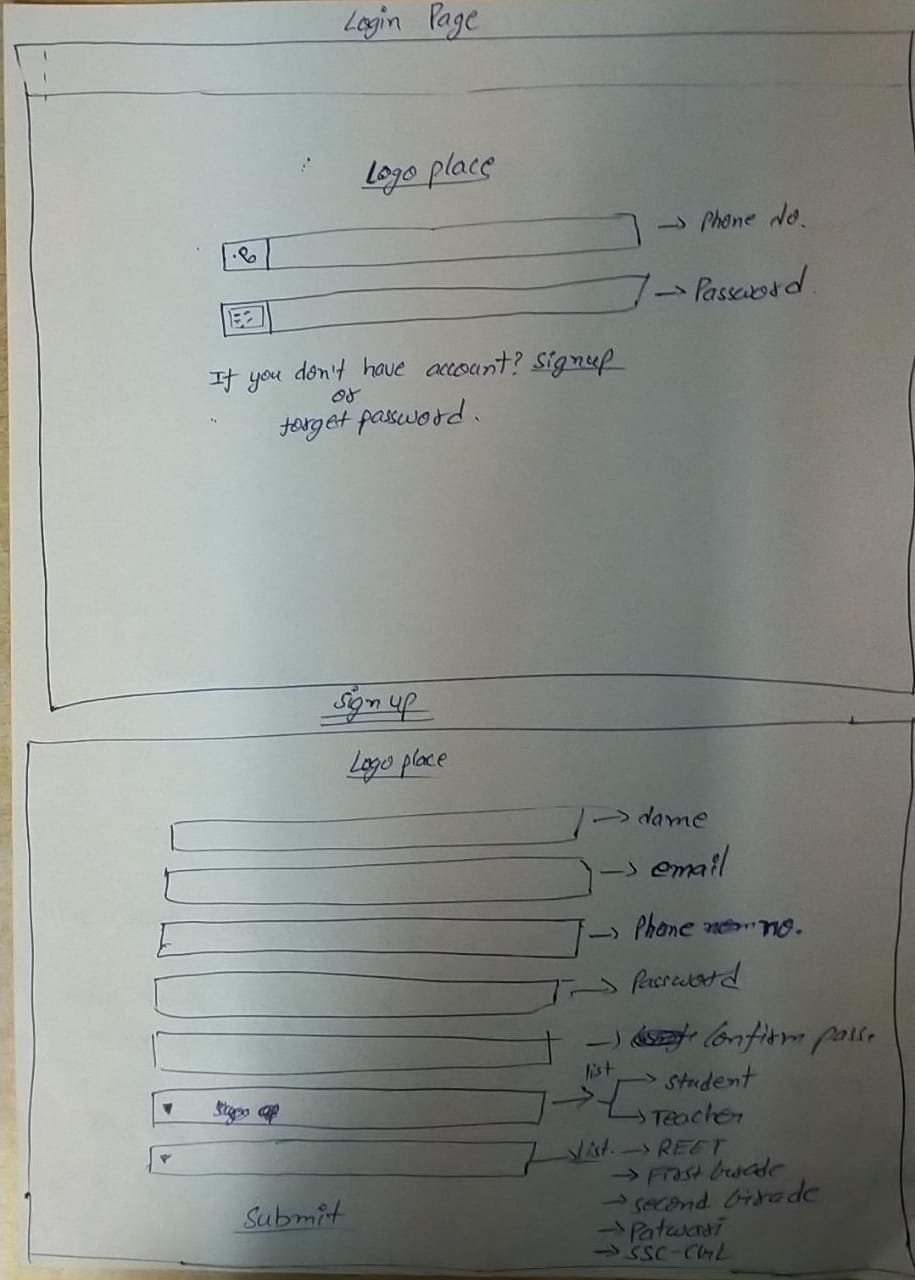 Login Page
Logo place
→ Phone No.
→ Password.
If you don't have account? Signup
or
forget password.
Sign up
Logo place
→ Name
→ email
→ Phone no.
→ Password
→ Confirm pass.
list
→ Student
→ Teacher
Sign up
list. → REET
→ First Grade
→ Second Grade
→ Patwari
→ SSC-CGL
Submit